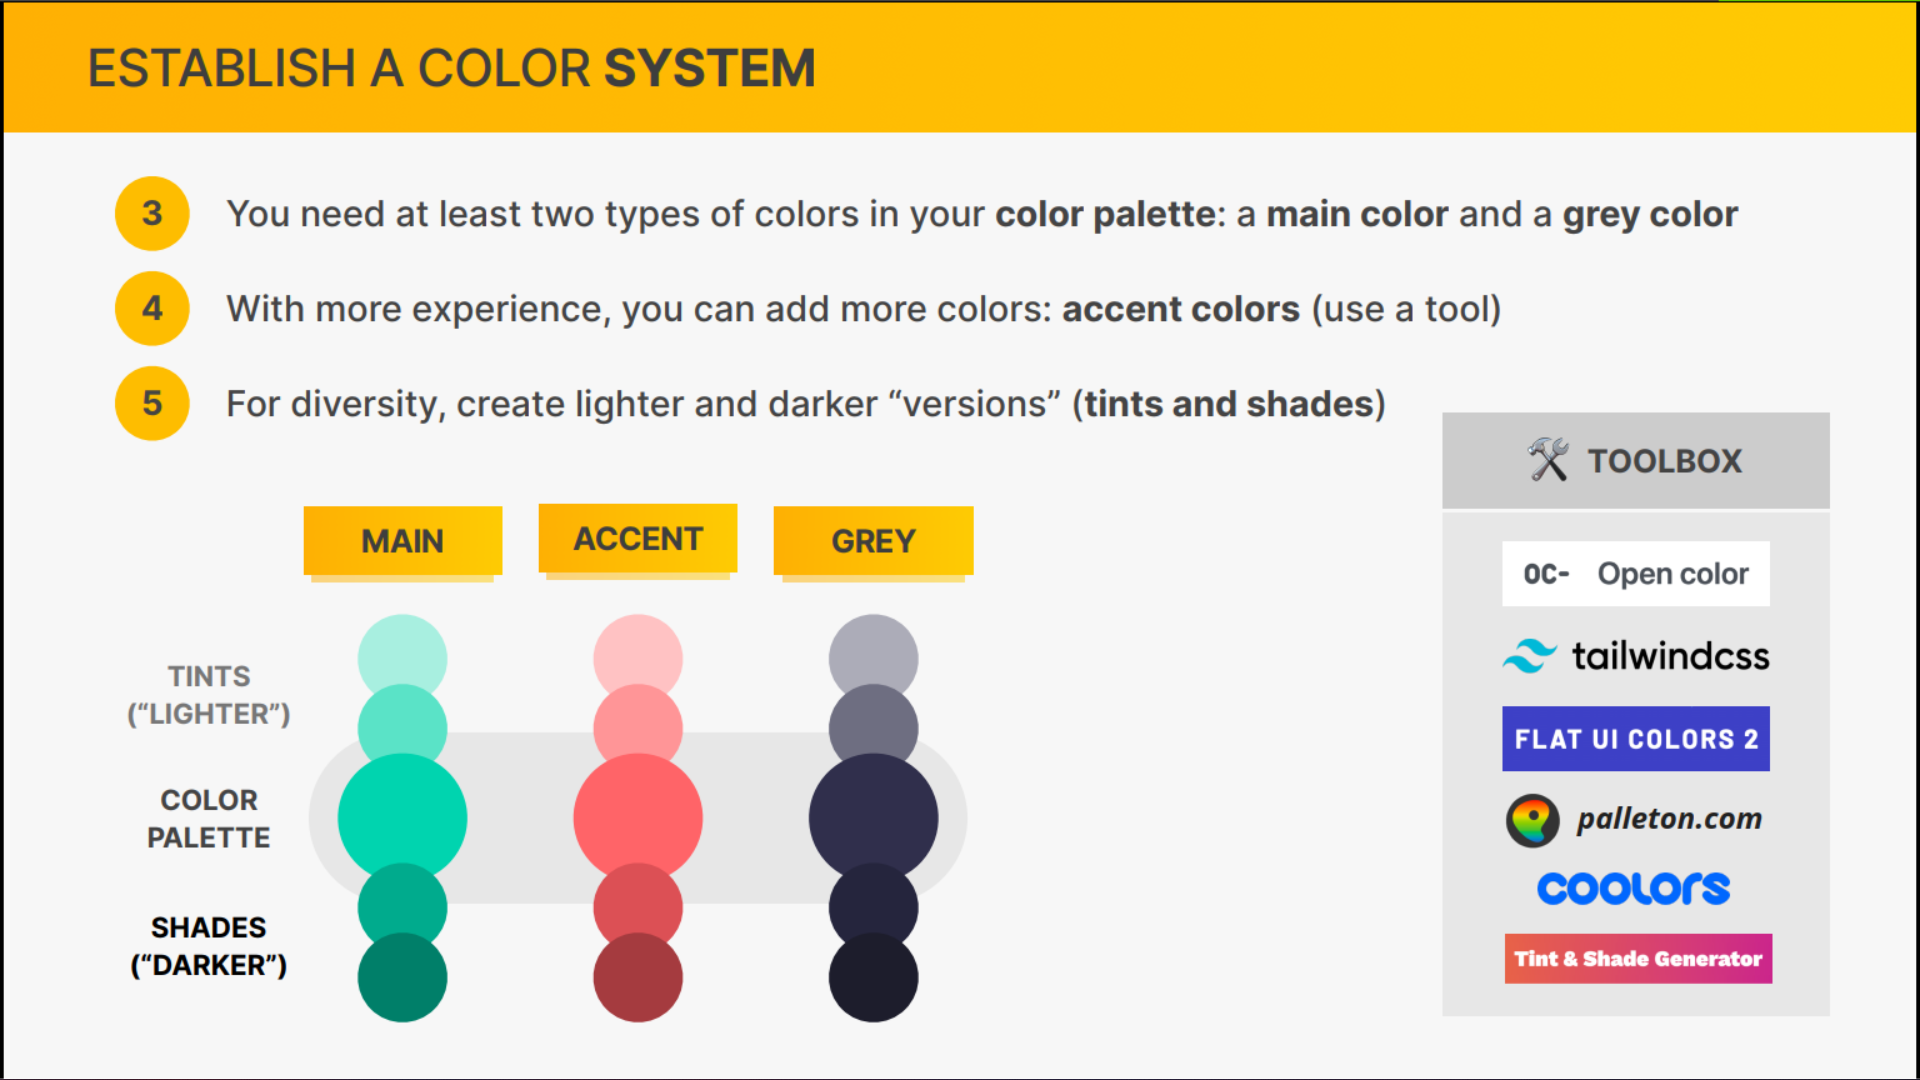 ESTABLISH A COLOR SYSTEM
3 You need at least two types of colors in your color palette: a main color and a grey color
4 With more experience, you can add more colors: accent colors (use a tool)
5 For diversity, create lighter and darker “versions” (tints and shades)
MAIN
ACCENT
GREY
TINTS
(“LIGHTER”)
COLOR
PALETTE
SHADES
(“DARKER”)
TOOLBOX
OC- Open color
tailwindcss
FLAT UI COLORS 2
palleton.com
coolors
Tint & Shade Generator